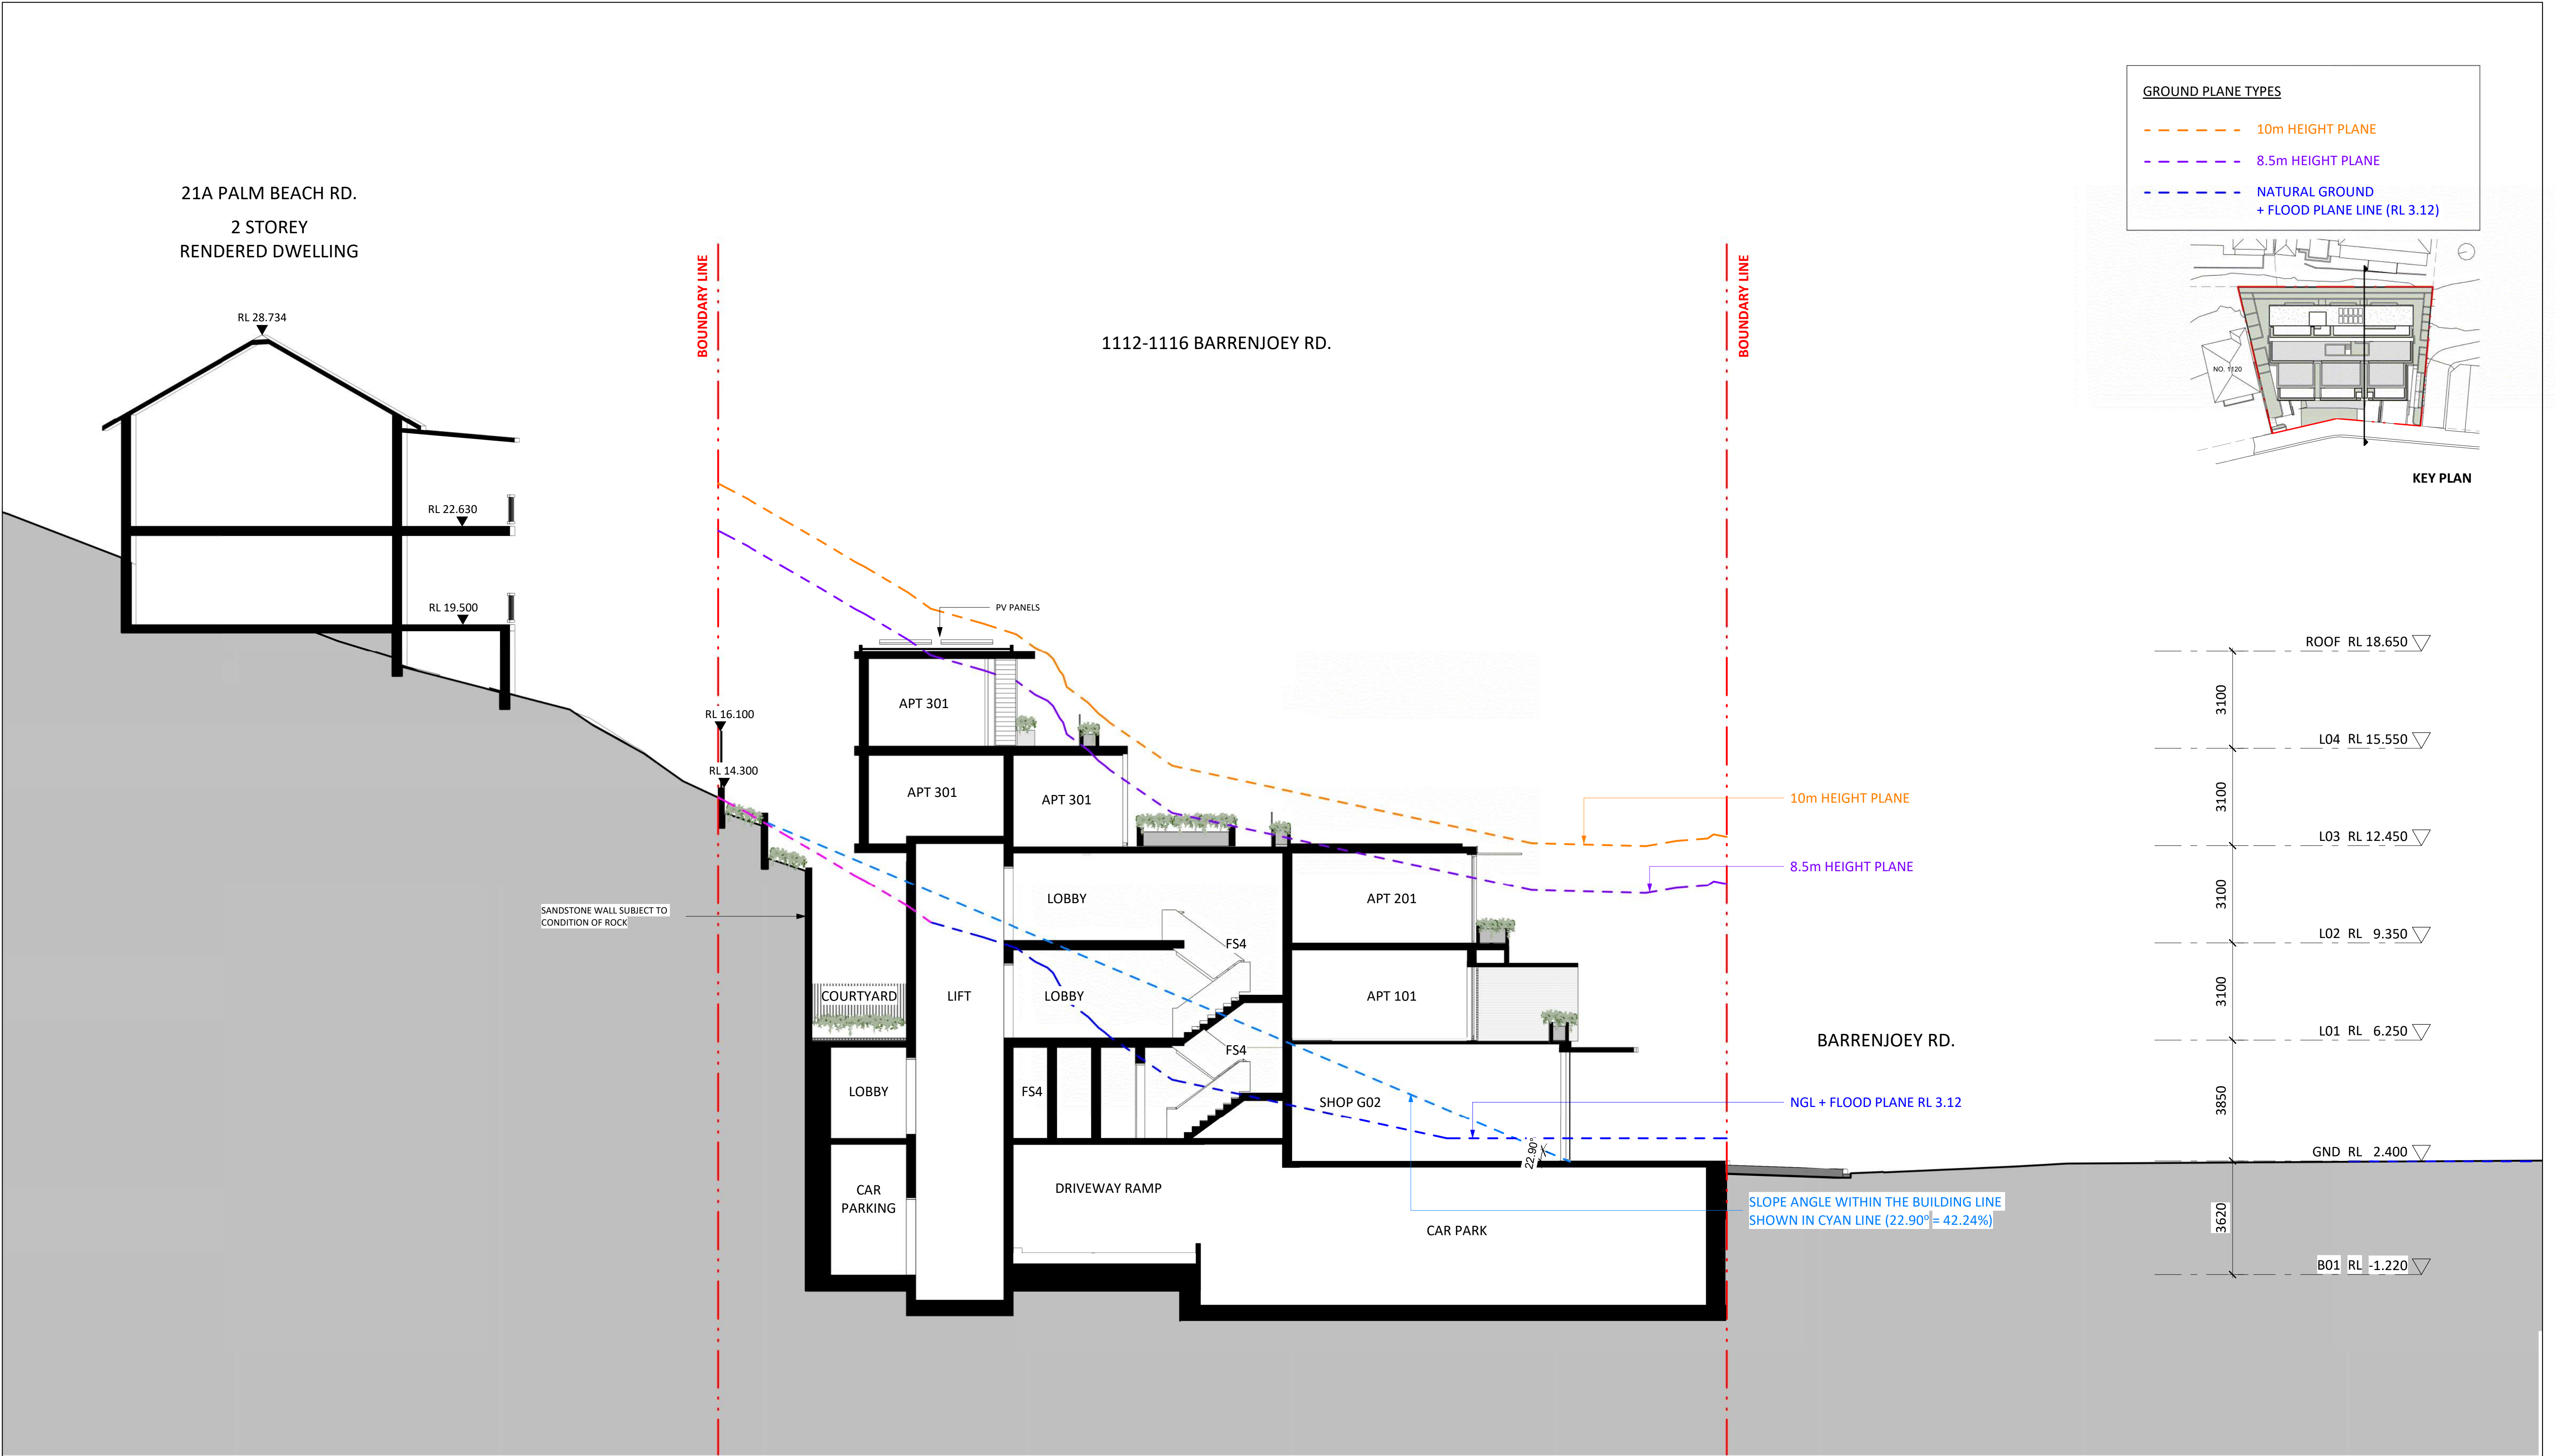 GROUND PLANE TYPES
10m HEIGHT PLANE
8.5m HEIGHT PLANE
NATURAL GROUND
+ FLOOD PLANE LINE (RL 3.12)
21A PALM BEACH RD.
2 STOREY
RENDERED DWELLING
BOUNDARY LINE
BOUNDARY LINE
RL 28.734
1112-1116 BARRENJOEY RD.
NO. 1120
KEY PLAN
RL 22.630
RL 19.500
PV PANELS
ROOF RL 18.650
3100
APT 301
RL 16.100
L04 RL 15.550
RL 14.300
APT 301
APT 301
3100
10m HEIGHT PLANE
L03 RL 12.450
8.5m HEIGHT PLANE
3100
SANDSTONE WALL SUBJECT TO
CONDITION OF ROCK
LOBBY
APT 201
L02 RL 9.350
FS4
COURTYARD
LIFT
LOBBY
APT 101
3100
L01 RL 6.250
BARRENJOEY RD.
FS4
LOBBY
FS4
SHOP G02
NGL + FLOOD PLANE RL 3.12
3850
22.90°
GND RL 2.400
CAR
PARKING
DRIVEWAY RAMP
SLOPE ANGLE WITHIN THE BUILDING LINE
SHOWN IN CYAN LINE (22.90º = 42.24%)
CAR PARK
3620
B01 RL -1.220